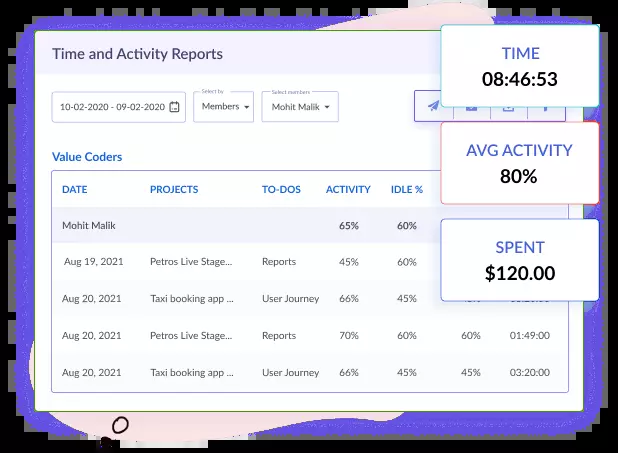 Time and Activity Reports
TIME
08:46:53
Select by
Select members
10-02-2020 - 09-02-2020
Members
Mohit Malik
AVG ACTIVITY
80%
Value Coders
DATE PROJECTS TO-DOS ACTIVITY IDLE %
Mohit Malik 65% 60%
SPENT
$120.00
Aug 19, 2021 Petros Live Stage... Reports 45% 60%
Aug 20, 2021 Taxi booking app ... User Journey 66% 45%
Aug 20, 2021 Petros Live Stage... Reports 70% 60% 60% 01:49:00
Aug 20, 2021 Taxi booking app ... User Journey 66% 45% 45% 03:20:00